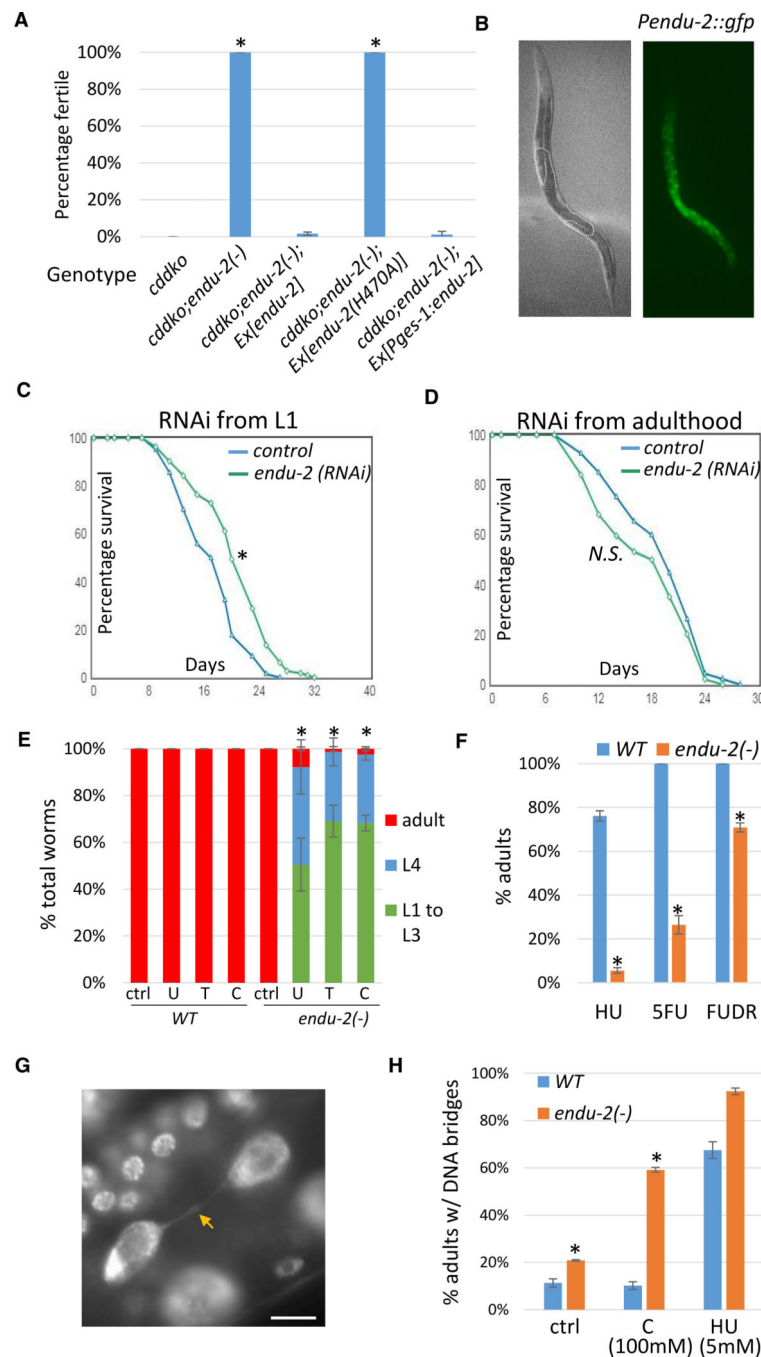 A
100%
80%
60%
40%
20%
0%
Percentage fertile
*
*
Genotype
cddko
cddko;endu-2(-)
cddko;endu-2(-);
Ex[endu-2]
cddko;endu-2(-);
Ex[endu-2(H470A)]
cddko;endu-2(-);
Ex[Pges-1:endu-2]
B
Pendu-2::gfp
C
RNAi from L1
control
endu-2 (RNAi)
Percentage survival
100
80
60
40
20
0
*
Days
0 8 16 24 32 40
D
RNAi from adulthood
control
endu-2 (RNAi)
Percentage survival
100
80
60
40
20
0
N.S.
Days
0 6 12 18 24 30
E
% total worms
100%
80%
60%
40%
20%
0%
* * *
adult
L4
L1 to
L3
ctrl U T C ctrl U T C
WT endu-2(-)
F
WT endu-2(-)
% adults
100%
80%
60%
40%
20%
0%
*
*
*
HU 5FU FUDR
G
H
WT
endu-2(-)
% adults w/ DNA bridges
100%
80%
60%
40%
20%
0%
*
*
ctrl C HU
(100mM) (5mM)